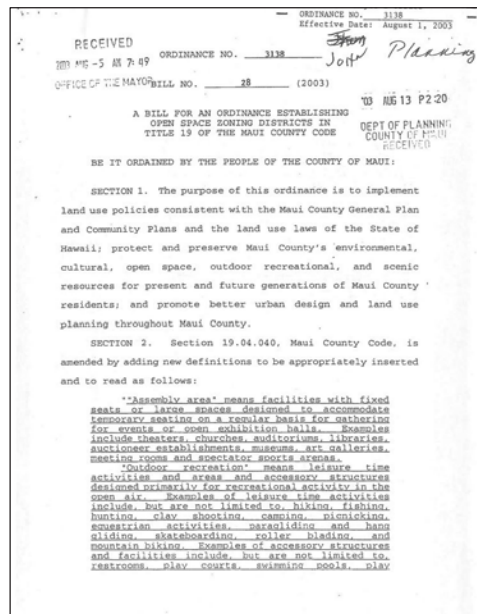 ORDINANCE NO. 3138
Effective Date: August 1, 2003
RECEIVED
ORDINANCE NO. 3138
Planning
2003 AUG -5 AM 7:49
OFFICE OF THE MAYOR
BILL NO. 28 (2003)
'03 AUG 13 P2:20
A BILL FOR AN ORDINANCE ESTABLISHING
OPEN SPACE ZONING DISTRICTS IN
TITLE 19 OF THE MAUI COUNTY CODE
DEPT OF PLANNING
COUNTY OF MAUI
RECEIVED
BE IT ORDAINED BY THE PEOPLE OF THE COUNTY OF MAUI:
SECTION 1. The purpose of this ordinance is to implement
land use policies consistent with the Maui County General Plan
and Community Plans and the land use laws of the State of
Hawaii; protect and preserve Maui County's environmental,
cultural, open space, outdoor recreational, and scenic
resources for present and future generations of Maui County
residents; and promote better urban design and land use
planning throughout Maui County.
SECTION 2. Section 19.04.040, Maui County Code, is
amended by adding new definitions to be appropriately inserted
and to read as follows:
"Assembly area" means facilities with fixed
seats or large spaces designed to accommodate
temporary seating on a regular basis for gathering
for events or open exhibition halls. Examples
include theaters, churches, auditoriums, libraries,
auctioneer establishments, museums, art galleries,
meeting rooms and spectator sports arenas.
"Outdoor recreation" means leisure time
activities and areas and accessory structures
designed primarily for recreational activity in the
open air. Examples of leisure time activities
include, but are not limited to, hiking, fishing,
hunting, clay shooting, camping, picnicking,
equestrian activities, paragliding and hang
gliding, skateboarding, roller blading, and
mountain biking. Examples of accessory structures
and facilities include, but are not limited to,
restrooms, play courts, swimming pools, play